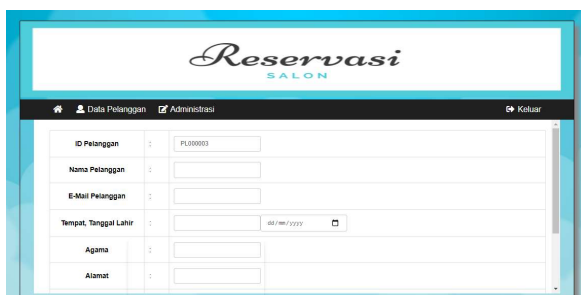 Reservasi
SALON
Data Pelanggan Administrasi Keluar
ID Pelanggan : PL000003
Nama Pelanggan :
E-Mail Pelanggan :
Tempat, Tanggal Lahir : dd/mm/yyyy
Agama :
Alamat :